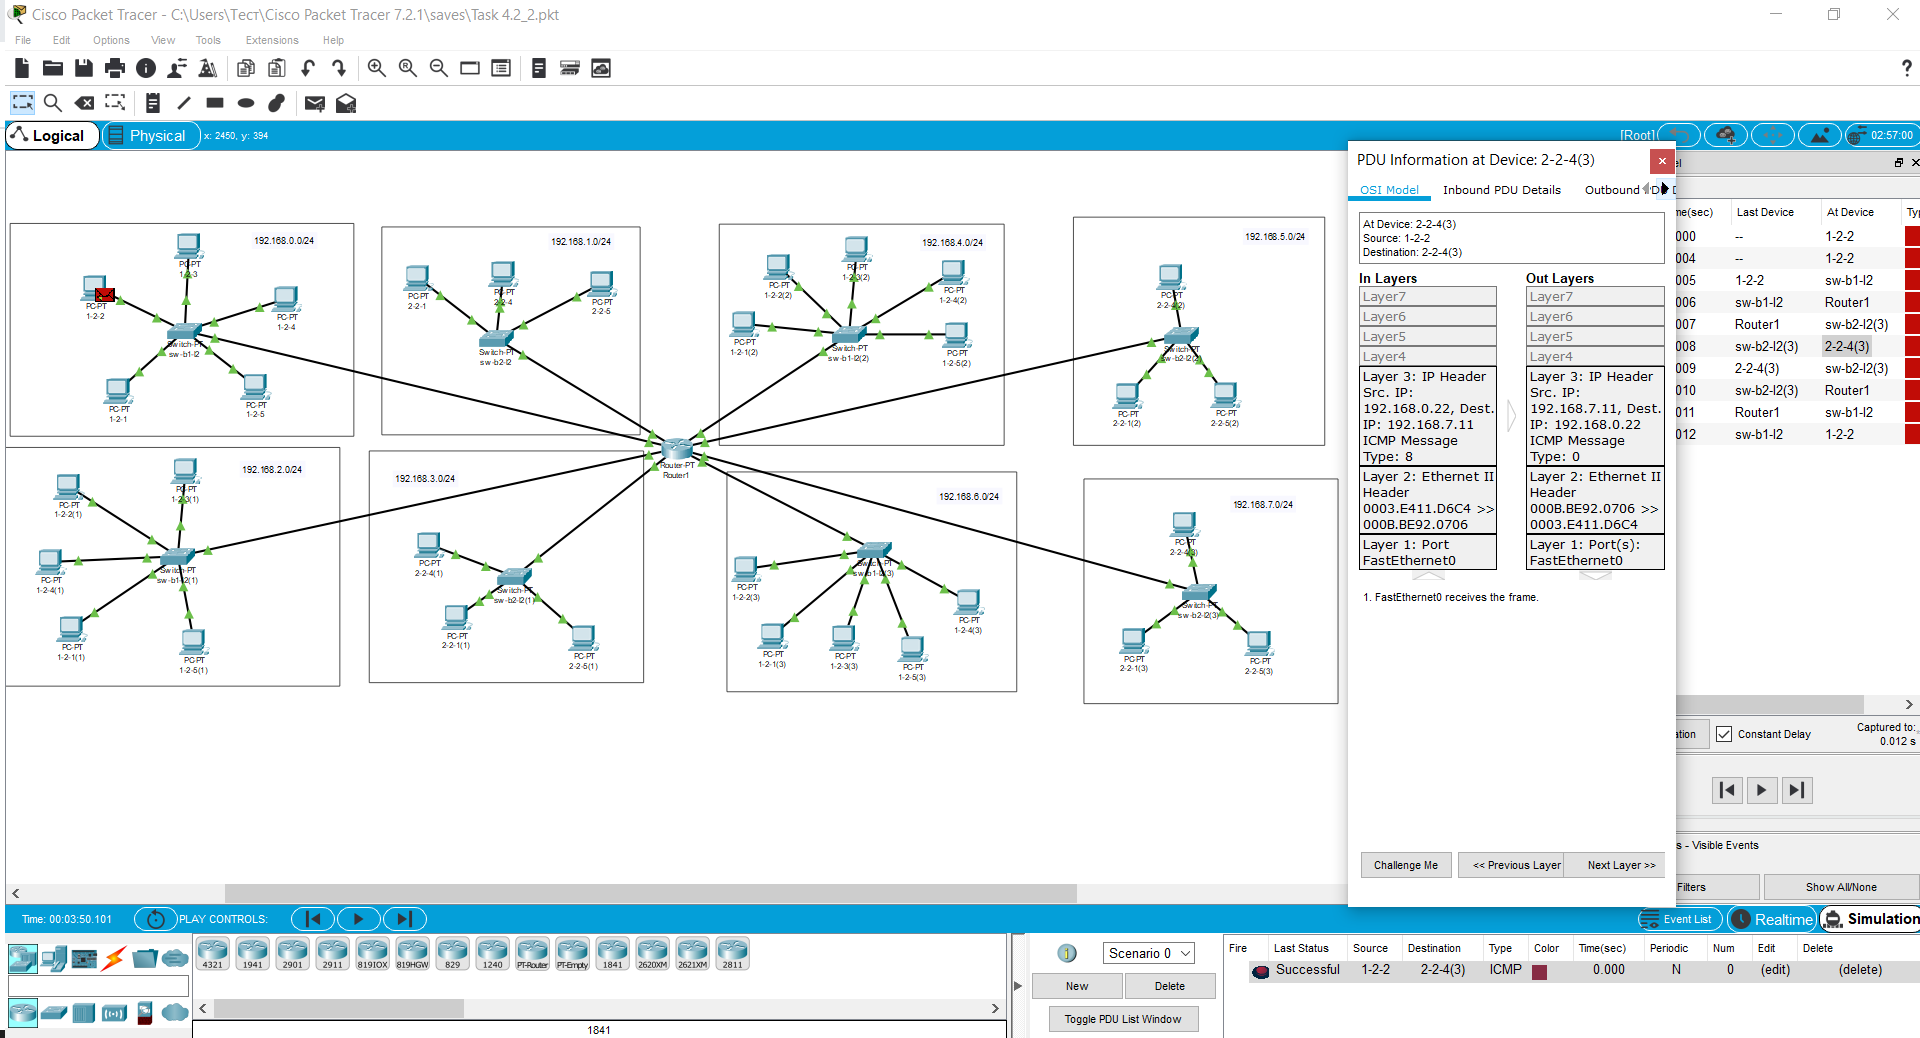 Cisco Packet Tracer - C:\Users\Тест\Cisco Packet Tracer 7.2.1\saves\Task 4.2_2.pkt
File Edit Options View Tools Extensions Help
Logical Physical x: 2450, y: 394 [Root] 02:57:00
192.168.0.0/24
PC-PT
1-2-3
PC-PT
1-2-2
PC-PT
1-2-4
Switch-PT
sw-b1-l2
PC-PT
1-2-1
PC-PT
1-2-5
192.168.1.0/24
PC-PT
2-2-1
PC-PT
2-2-4
PC-PT
2-2-5
Switch-PT
sw-b2-l2
192.168.4.0/24
PC-PT
1-2-2(2)
PC-PT
1-2-3(2)
PC-PT
1-2-4(2)
PC-PT
1-2-1(2)
Switch-PT
sw-b1-l2(2)
PC-PT
1-2-5(2)
192.168.5.0/24
PC-PT
2-2-4(2)
Switch-PT
sw-b2-l2(2)
PC-PT
2-2-1(2)
PC-PT
2-2-5(2)
Router-PT
Router1
192.168.2.0/24
PC-PT
1-2-2(1)
PC-PT
1-2-3(1)
PC-PT
1-2-4(1)
Switch-PT
sw-b1-l2(1)
PC-PT
1-2-1(1)
PC-PT
1-2-5(1)
192.168.3.0/24
PC-PT
2-2-4(1)
Switch-PT
sw-b2-l2(1)
PC-PT
2-2-1(1)
PC-PT
2-2-5(1)
192.168.6.0/24
PC-PT
1-2-2(3)
Switch-PT
sw-b1-l2(3)
PC-PT
1-2-4(3)
PC-PT
1-2-1(3)
PC-PT
1-2-3(3)
PC-PT
1-2-5(3)
192.168.7.0/24
PC-PT
2-2-4(3)
Switch-PT
sw-b2-l2(3)
PC-PT
2-2-1(3)
PC-PT
2-2-5(3)
PDU Information at Device: 2-2-4(3)
OSI Model Inbound PDU Details Outbound PDU D
At Device: 2-2-4(3)
Source: 1-2-2
Destination: 2-2-4(3)
In Layers
Layer7
Layer6
Layer5
Layer4
Layer 3: IP Header
Src. IP:
192.168.0.22, Dest.
IP: 192.168.7.11
ICMP Message
Type: 8
Layer 2: Ethernet II
Header
0003.E411.D6C4 >>
000B.BE92.0706
Layer 1: Port
FastEthernet0
Out Layers
Layer7
Layer6
Layer5
Layer4
Layer 3: IP Header
Src. IP:
192.168.7.11, Dest.
IP: 192.168.0.22
ICMP Message
Type: 0
Layer 2: Ethernet II
Header
000B.BE92.0706 >>
0003.E411.D6C4
Layer 1: Port(s):
FastEthernet0
1. FastEthernet0 receives the frame.
Challenge Me << Previous Layer Next Layer >>
el
me(sec) Last Device At Device Typ
000 -- 1-2-2
004 -- 1-2-2
005 1-2-2 sw-b1-l2
006 sw-b1-l2 Router1
007 Router1 sw-b2-l2(3)
008 sw-b2-l2(3) 2-2-4(3)
009 2-2-4(3) sw-b2-l2(3)
010 sw-b2-l2(3) Router1
011 Router1 sw-b1-l2
012 sw-b1-l2 1-2-2
ation Constant Delay Captured to:
0.012 s
s - Visible Events
Filters Show All/None
Time: 00:03:50.101 PLAY CONTROLS: Event List Realtime Simulation
4321 1941 2901 2911 819IOX 819HGW 829 1240 PT-Router PT-Empty 1841 2620XM 2621XM 2811
1841
Scenario 0
New Delete
Toggle PDU List Window
Fire Last Status Source Destination Type Color Time(sec) Periodic Num Edit Delete
Successful 1-2-2 2-2-4(3) ICMP 0.000 N 0 (edit) (delete)